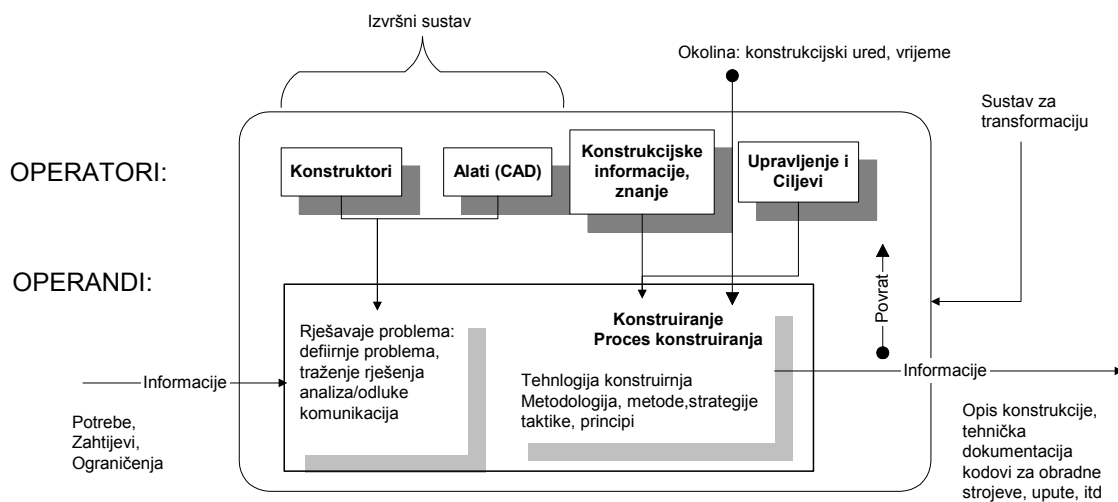 Izvršni sustav
Okolina: konstrukcijski ured, vrijeme
Sustav za
transformaciju
OPERATORI:
Konstruktori
Alati (CAD)
Konstrukcijske
informacije,
znanje
Upravljenje i
Ciljevi
OPERANDI:
Povrat
Rješavaje problema:
defiirnje problema,
traženje rješenja
analiza/odluke
komunikacija
Konstruiranje
Proces konstruiranja
Tehnlogija konstruirnja
Metodologija, metode,strategije
taktike, principi
Informacije
Potrebe,
Zahtijevi,
Ograničenja
Informacije
Opis konstrukcije,
tehnička
dokumentacija
kodovi za obradne
strojeve, upute, itd